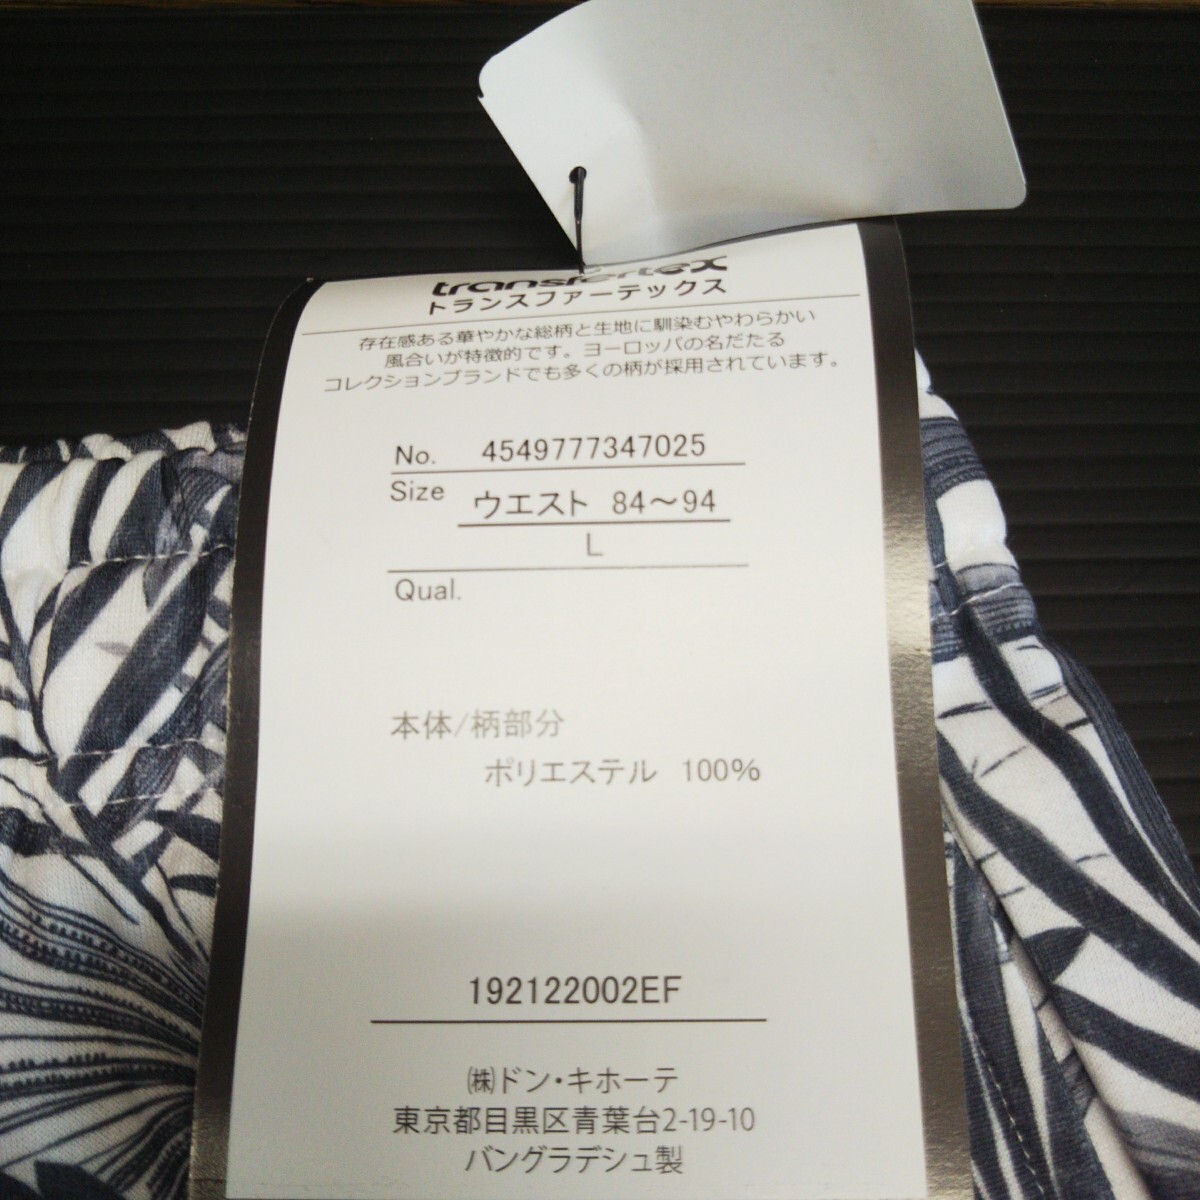 transfertex
トランスファーテックス
存在感ある華やかな総柄と生地に馴染むやわらかい
風合いが特徴的です。ヨーロッパの名だたる
コレクションブランドでも多くの柄が採用されています。
No. 4549777347025
Size ウエスト 84～94
L
Qual.
本体/柄部分
ポリエステル 100%
192122002EF
㈱ドン・キホーテ
東京都目黒区青葉台2-19-10
バングラデシュ製